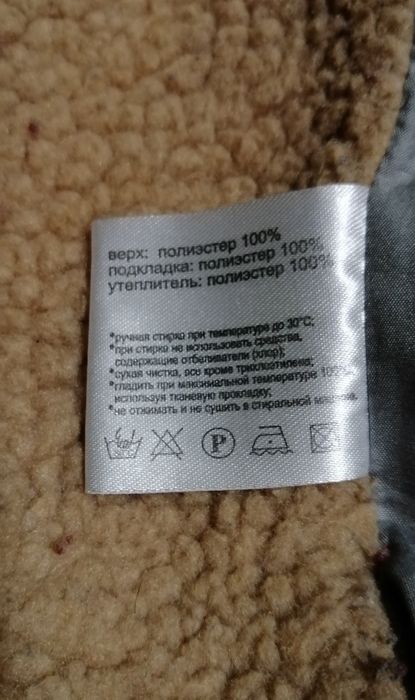 верх: полиэстер 100%
подкладка: полиэстер 100%
утеплитель: полиэстер 100%
*ручная стирка при температуре до 30°С;
*при стирке не использовать средства,
содержащие отбеливатели (хлор);
*сухая чистка, все кроме трихлоэтилена;
*гладить при максимальной температуре 100°
используя тканевую прокладку;
*не отжимать и не сушить в стиральной машине.
P